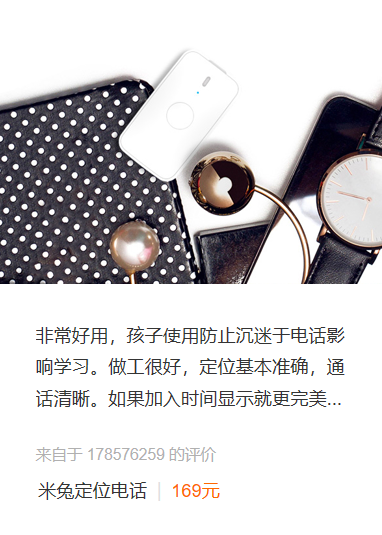 非常好用，孩子使用防止沉迷于电话影
响学习。做工很好，定位基本准确，通
话清晰。如果加入时间显示就更完美...
来自于 178576259 的评价
米兔定位电话 | 169元